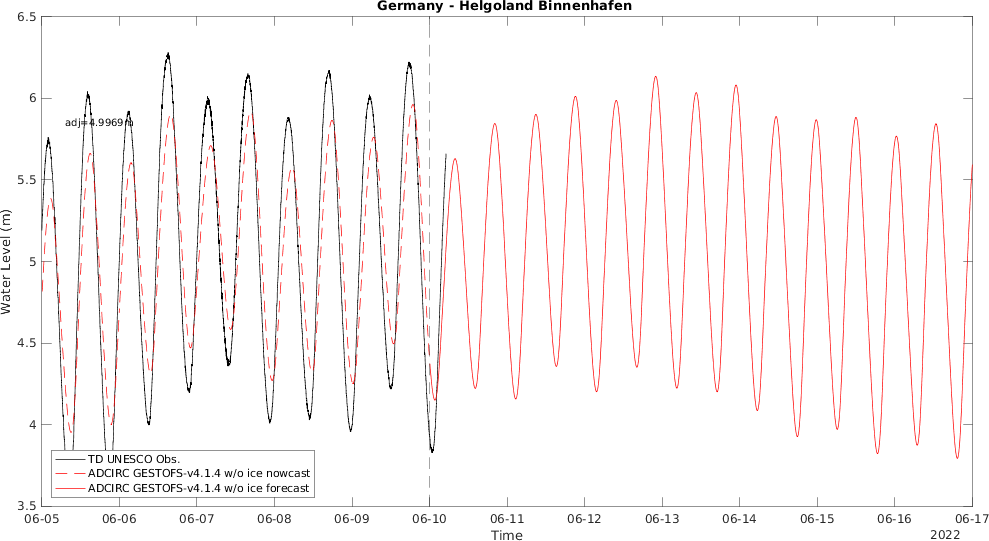 Germany - Helgoland Binnenhafen
6.5
6
5.5
5
4.5
4
3.5
Water Level (m)
adj=4.9969m
TD UNESCO Obs.
ADCIRC GESTOFS-v4.1.4 w/o ice nowcast
ADCIRC GESTOFS-v4.1.4 w/o ice forecast
06-05 06-06 06-07 06-08 06-09 06-10 06-11 06-12 06-13 06-14 06-15 06-16 06-17
Time
2022